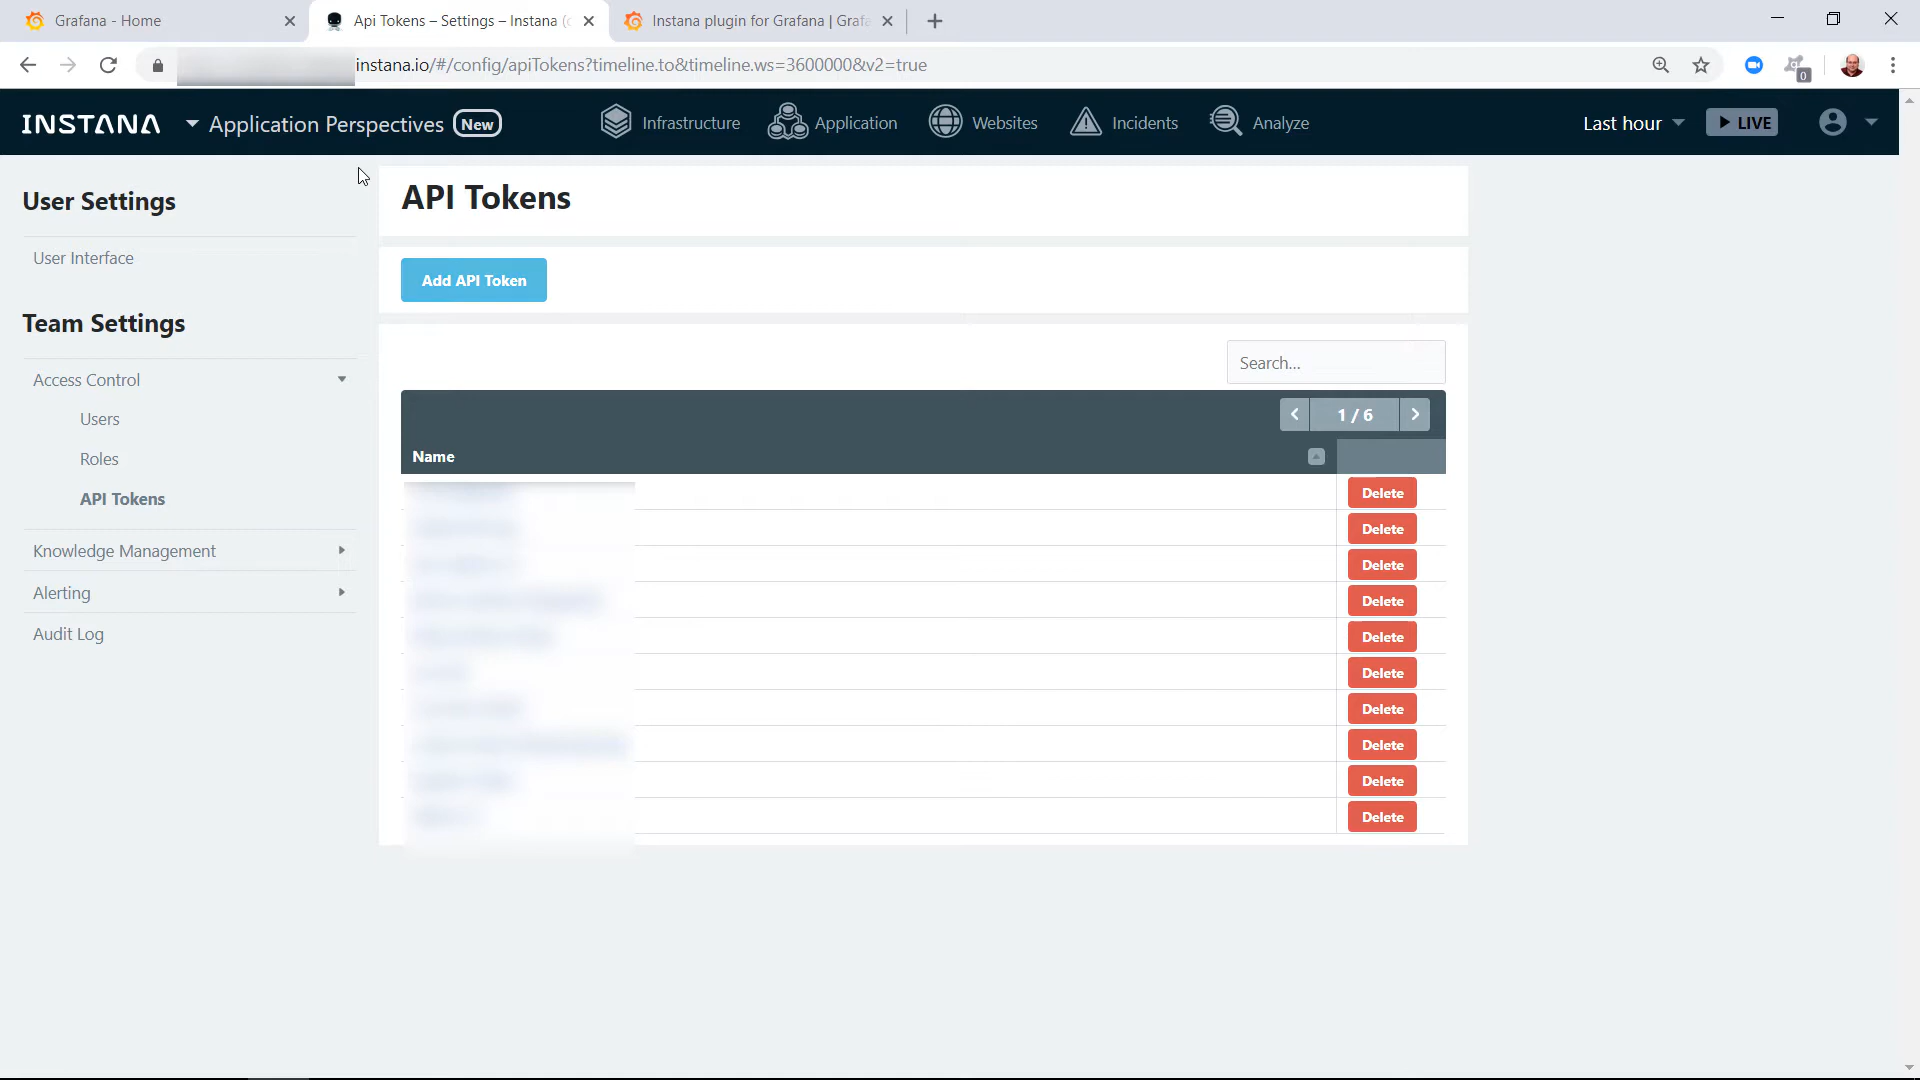 Grafana - Home
Api Tokens – Settings – Instana (
Instana plugin for Grafana | Grafa
instana.io/#/config/apiTokens?timeline.to&timeline.ws=3600000&v2=true
0
INSTANA
Application Perspectives
New
Infrastructure
Application
Websites
Incidents
Analyze
Last hour
LIVE
User Settings
User Interface
Team Settings
Access Control
Users
Roles
API Tokens
Knowledge Management
Alerting
Audit Log
API Tokens
Add API Token
Search...
1 / 6
Name
Delete
Delete
Delete
Delete
Delete
Delete
Delete
Delete
Delete
Delete